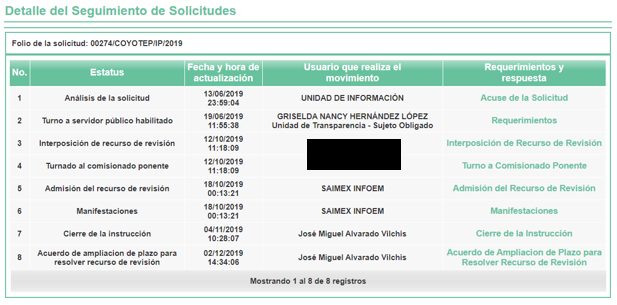 Detalle del Seguimiento de Solicitudes
Folio de la solicitud: 00274/COYOTEP/IP/2019
No. Estatus Fecha y hora de actualización Usuario que realiza el movimiento Requerimientos y respuesta
1 Análisis de la solicitud 13/06/2019 23:59:04 UNIDAD DE INFORMACIÓN Acuse de la Solicitud
2 Turno a servidor público habilitado 19/06/2019 11:55:38 GRISELDA NANCY HERNÁNDEZ LÓPEZ Unidad de Transparencia - Sujeto Obligado Requerimientos
3 Interposición de recurso de revisión 12/10/2019 11:18:09 Interposición de Recurso de Revisión
4 Turnado al comisionado ponente 12/10/2019 11:18:09 Turno a Comisionado Ponente
5 Admisión del recurso de revisión 18/10/2019 00:13:21 SAIMEX INFOEM Admisión del Recurso de Revisión
6 Manifestaciones 18/10/2019 00:13:21 SAIMEX INFOEM Manifestaciones
7 Cierre de la instrucción 04/11/2019 10:28:07 José Miguel Alvarado Vilchis Cierre de la Instrucción
8 Acuerdo de ampliacion de plazo para resolver recurso de revisión 02/12/2019 14:34:06 José Miguel Alvarado Vilchis Acuerdo de Ampliacion de Plazo para Resolver Recurso de Revisión
Mostrando 1 al 8 de 8 registros